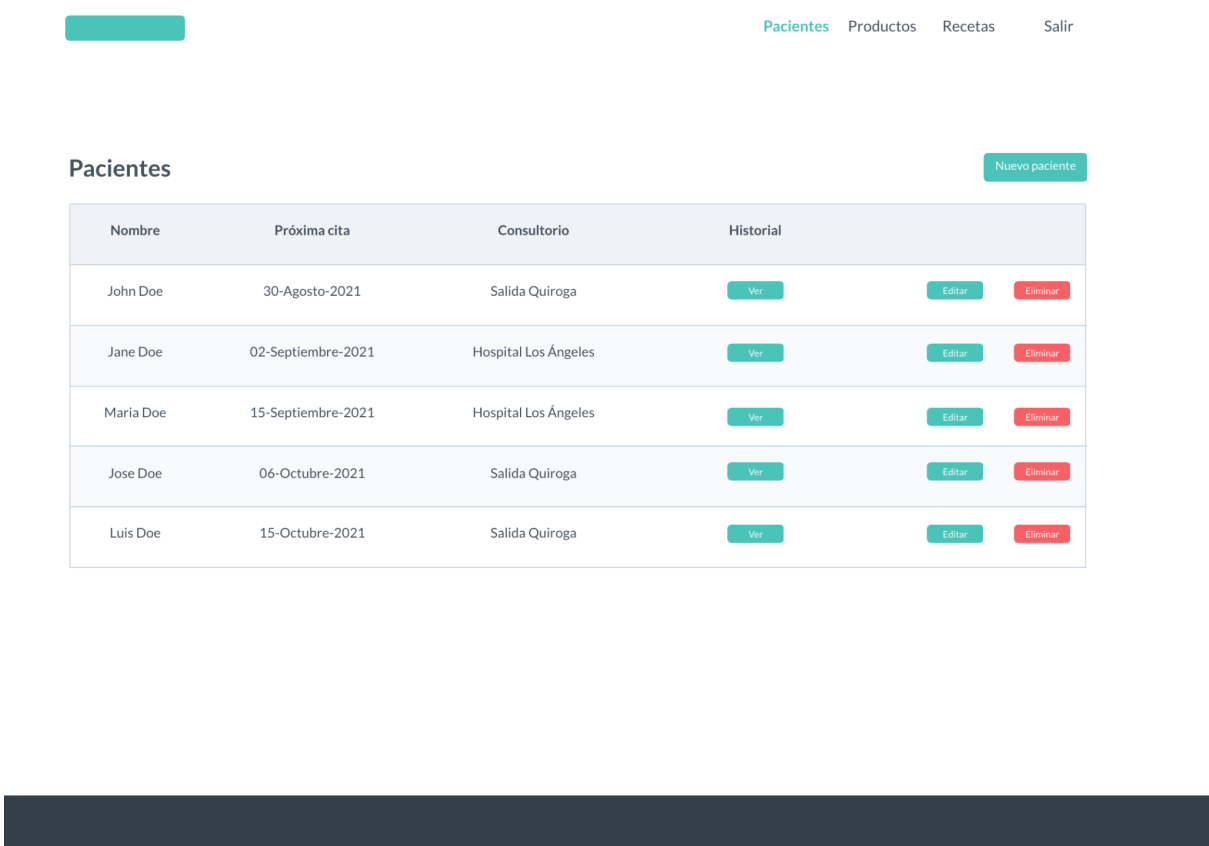 Pacientes Productos Recetas Salir
Pacientes Nuevo paciente
Nombre Próxima cita Consultorio Historial
John Doe 30-Agosto-2021 Salida Quiroga Ver Editar Eliminar
Jane Doe 02-Septiembre-2021 Hospital Los Ángeles Ver Editar Eliminar
Maria Doe 15-Septiembre-2021 Hospital Los Ángeles Ver Editar Eliminar
Jose Doe 06-Octubre-2021 Salida Quiroga Ver Editar Eliminar
Luis Doe 15-Octubre-2021 Salida Quiroga Ver Editar Eliminar